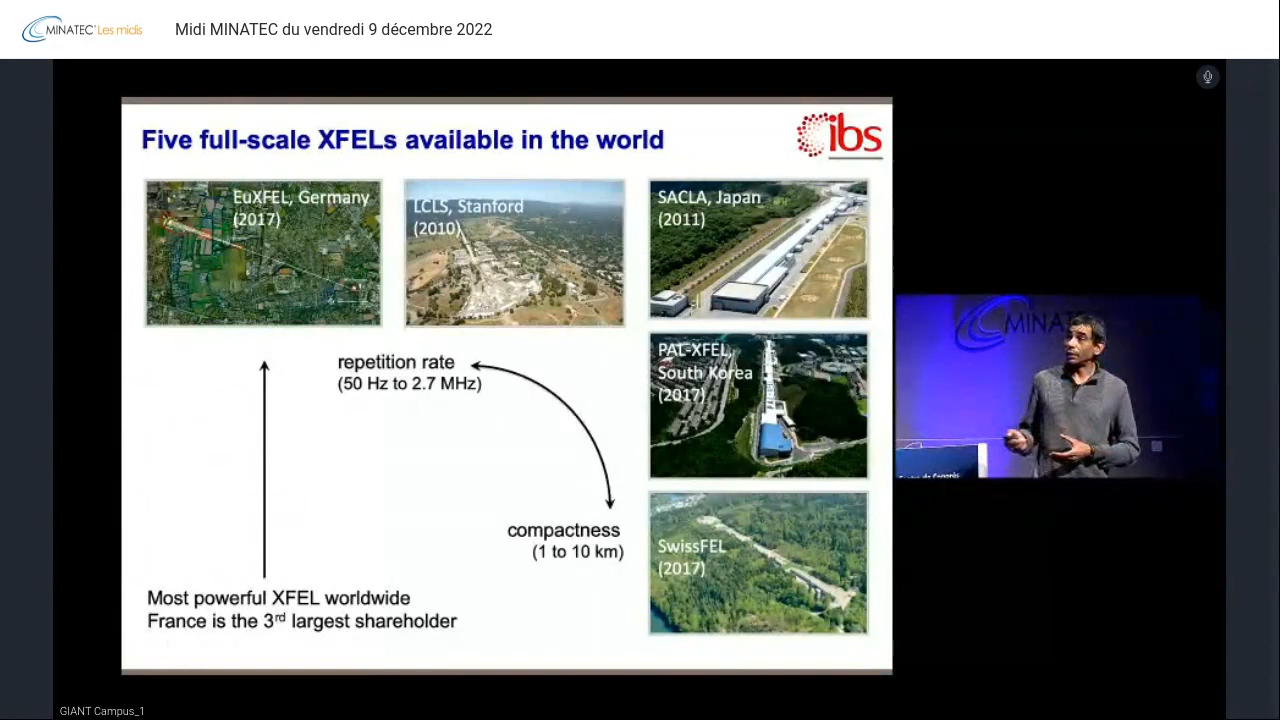 MINATEC Les midis
Midi MINATEC du vendredi 9 décembre 2022
Five full-scale XFELs available in the world
ibs
EuXFEL, Germany
(2017)
LCLS, Stanford
(2010)
SACLA, Japan
(2011)
PAL-XFEL,
South Korea
(2017)
SwissFEL
(2017)
repetition rate
(50 Hz to 2.7 MHz)
compactness
(1 to 10 km)
Most powerful XFEL worldwide
France is the 3rd largest shareholder
MINAT
GIANT Campus_1